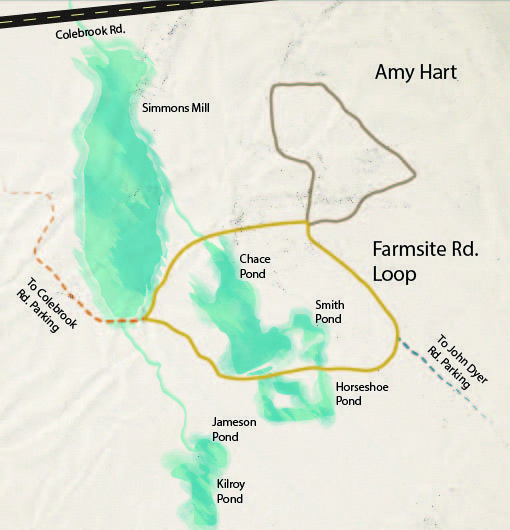 Colebrook Rd.
Simmons Mill
Amy Hart
Farmsite Rd.
Loop
Chace
Pond
Smith
Pond
To Colebrook
Rd. Parking
To John Dyer
Rd. Parking
Horseshoe
Pond
Jameson
Pond
Kilroy
Pond